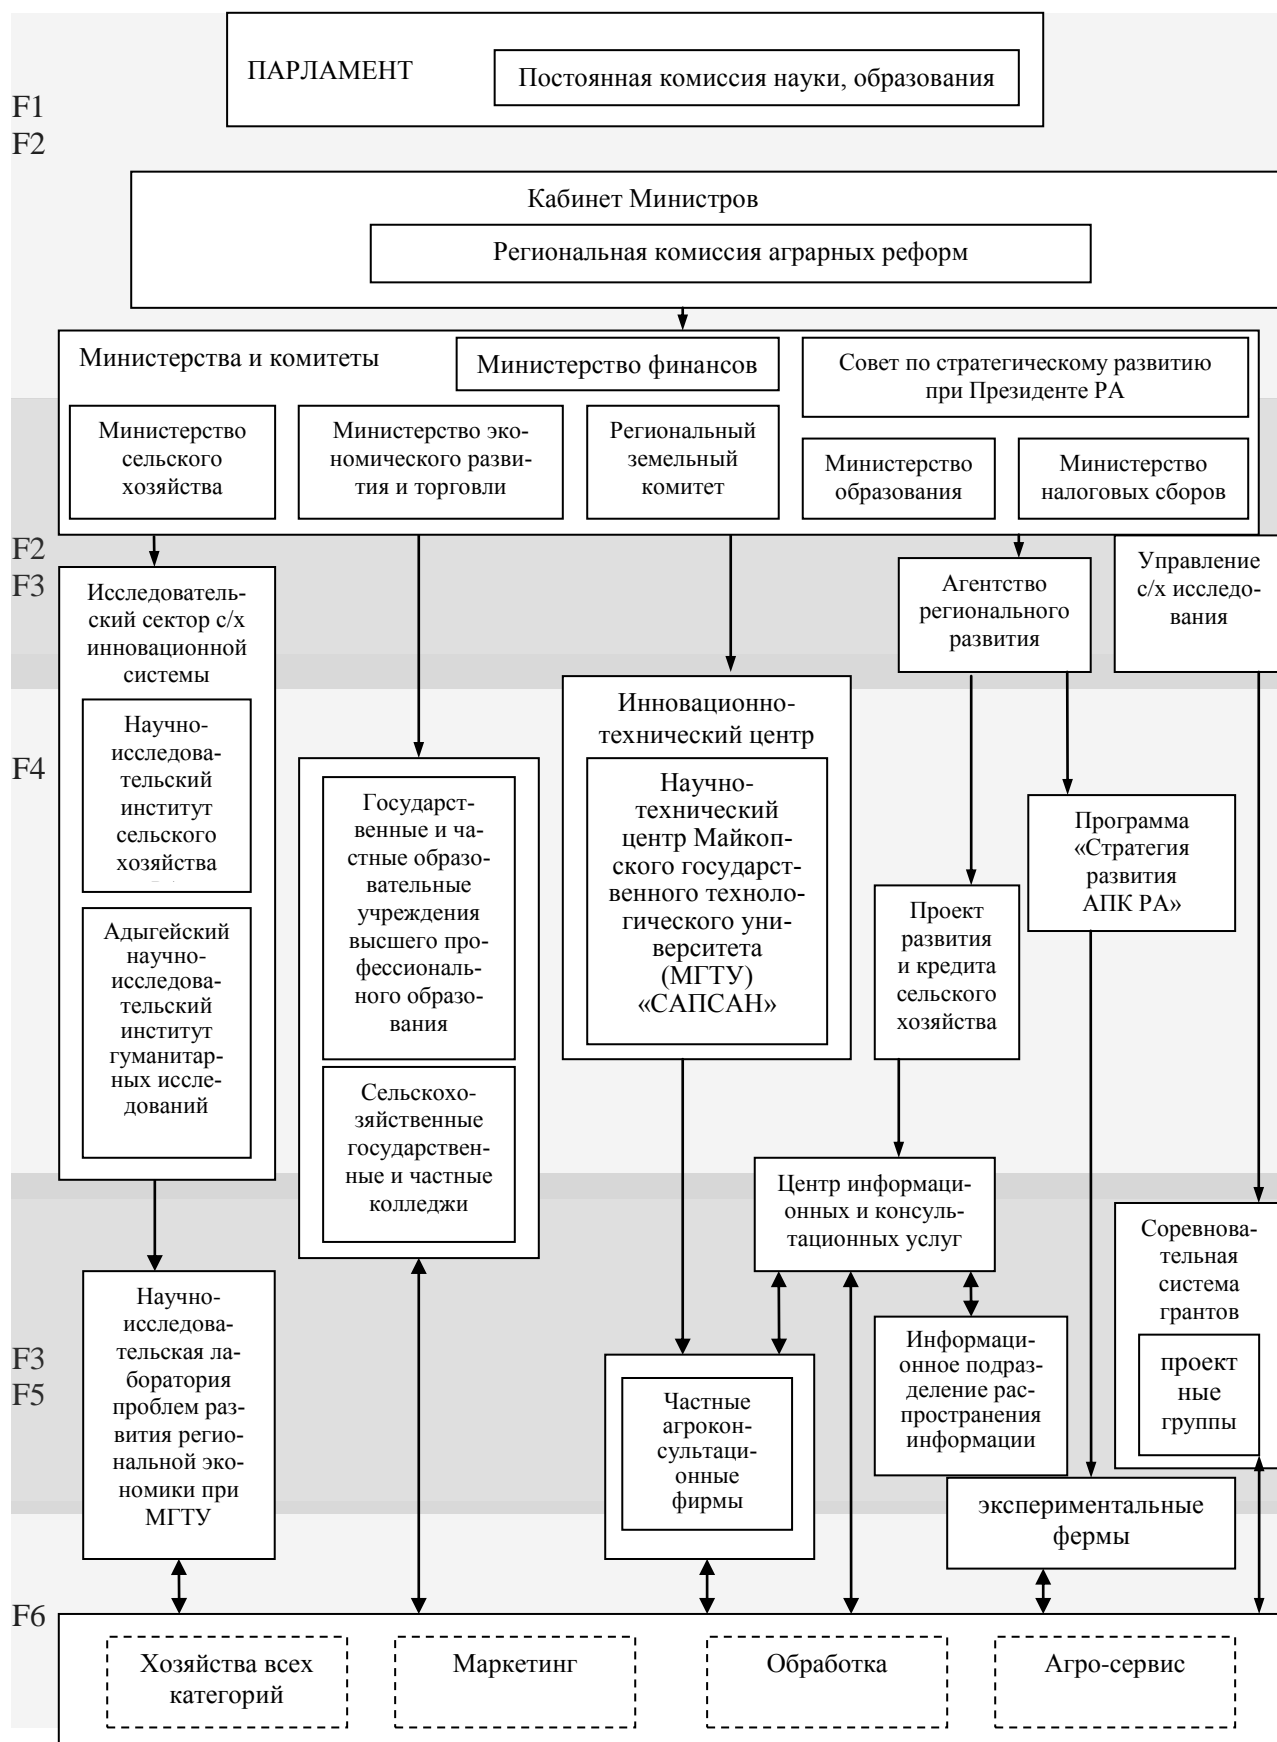 ПАРЛАМЕНТ
Постоянная комиссия науки, образования
F1
F2
Кабинет Министров
Региональная комиссия аграрных реформ
Министерства и комитеты
Министерство финансов
Совет по стратегическому развитию
при Президенте РА
Министерство
сельского
хозяйства
Министерство эко-
номического разви-
тия и торговли
Региональный
земельный
комитет
Министерство
образования
Министерство
налоговых сборов
F2
F3
Исследователь-
ский сектор с/х
инновационной
системы
Агентство
регионального
развития
Управление
с/х исследо-
вания
F4
Научно-
исследова-
тельский
институт
сельского
хозяйства
Адыгейский
научно-
исследова-
тельский
институт
гуманитар-
ных иссле-
дований
Государст-
венные и ча-
стные образо-
вательные
учреждения
высшего про-
фессиональ-
ного образо-
вания
Сельскохо-
зяйственные
государствен-
ные и частные
колледжи
Инновационно-
технический центр
Научно-
технический
центр Майкоп-
ского государст-
венного техноло-
гического уни-
верситета
(МГТУ)
«САПСАН»
Проект
развития
и кредита
сельского
хозяйства
Программа
«Стратегия
развития
АПК РА»
Центр информаци-
онных и консуль-
тационных услуг
Соревнова-
тельная
система
грантов
проект
ные
группы
F3
F5
Научно-
исследова-
тельская ла-
боратория
проблем раз-
вития регио-
нальной эко-
номики при
МГТУ
Частные
агрокон-
сультаци-
онные
фирмы
Информаци-
онное подраз-
деление рас-
пространения
информации
экспериментальные
фермы
F6
Хозяйства всех
категорий
Маркетинг
Обработка
Агро-сервис